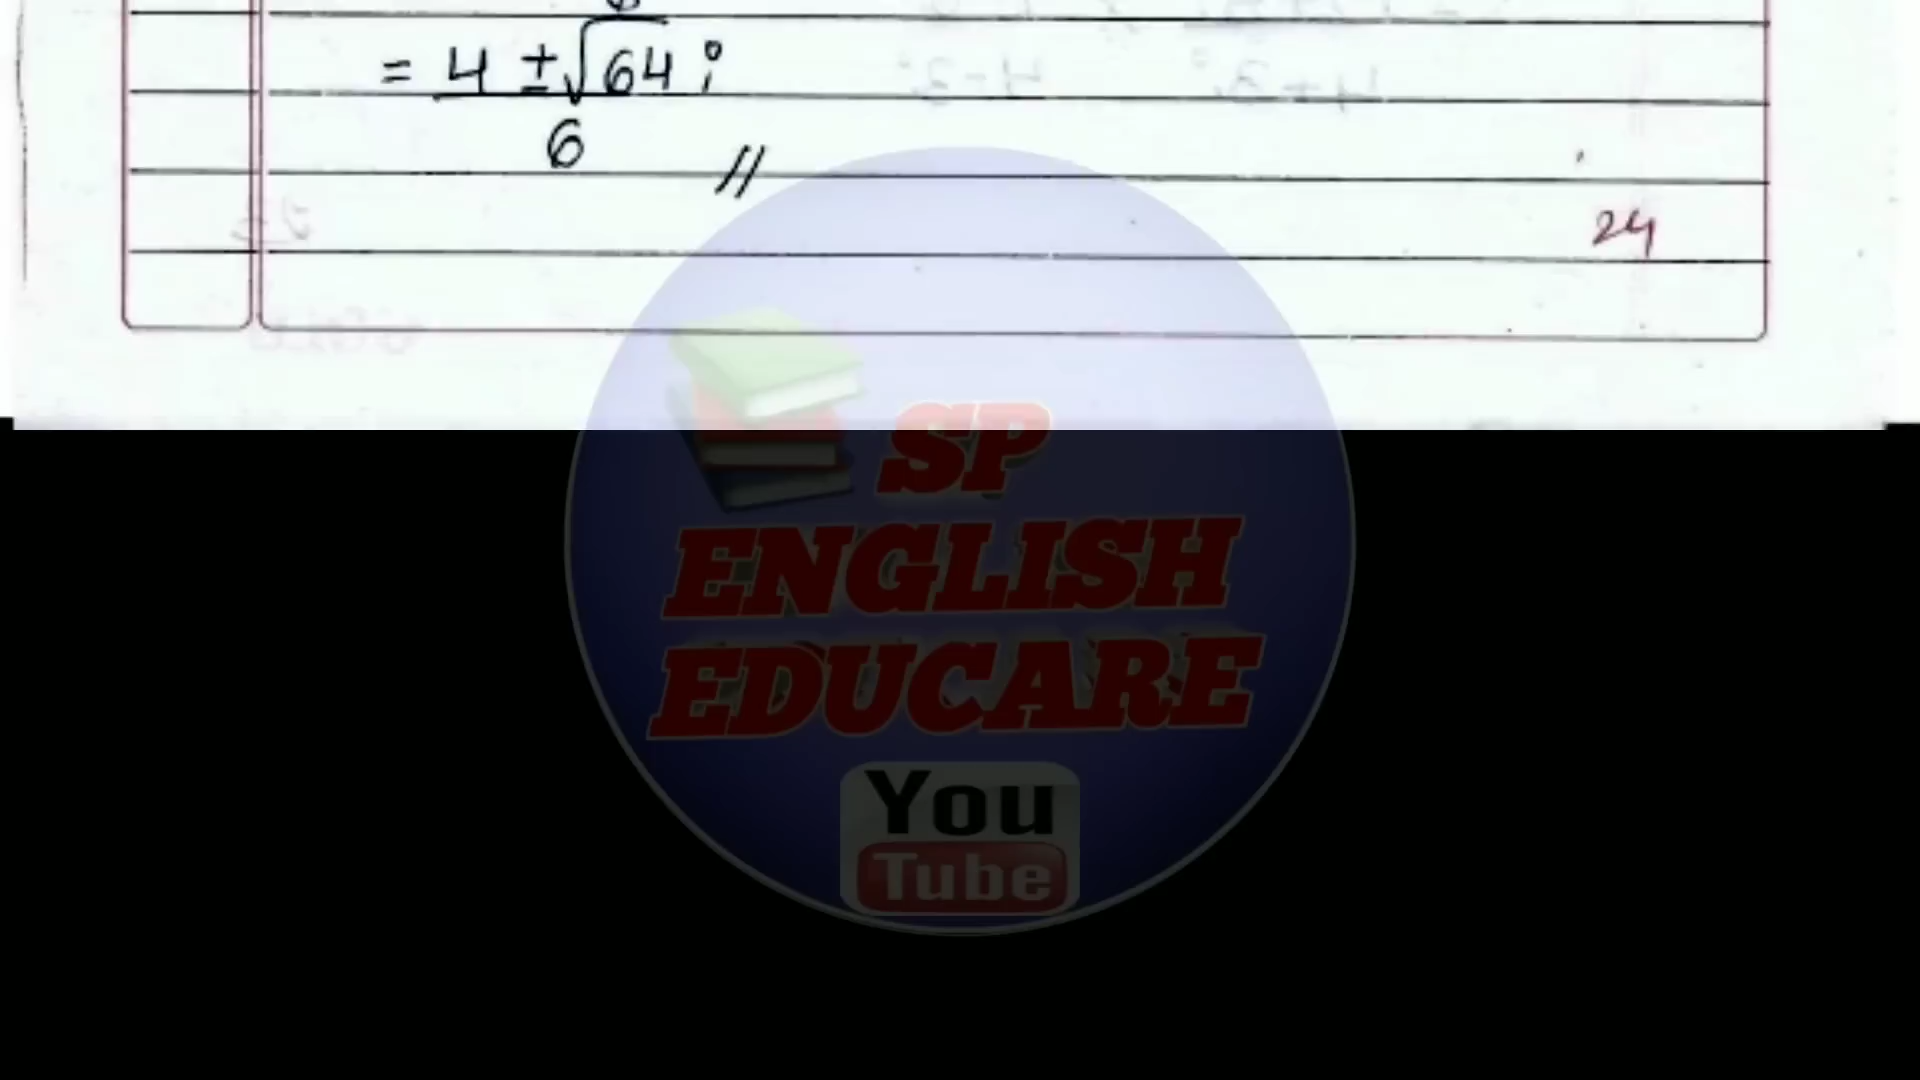 = 4 ± √64 i
6 //
24
SP
ENGLISH
EDUCARE
You
Tube